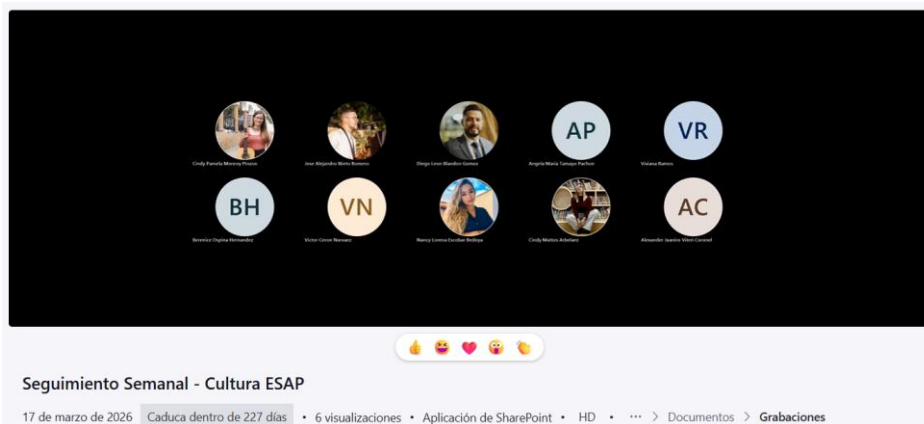 AP
VR
Cindy Pamela Monroy Pinzon
Jose Alejandro Nieto Romero
Diego Leon Blandon Gomez
Angela Maria Tamayo Pachon
Viviana Ramos
BH
VN
AC
Berenice Ospina Hernandez
Victor Ceron Narvaez
Nancy Lorena Escobar Bedoya
Cindy Mattos Arbelaez
Alexander Juanito Viteri Coronel
Seguimiento Semanal - Cultura ESAP
17 de marzo de 2026 Caduca dentro de 227 días • 6 visualizaciones • Aplicación de SharePoint • HD • ··· > Documentos > Grabaciones